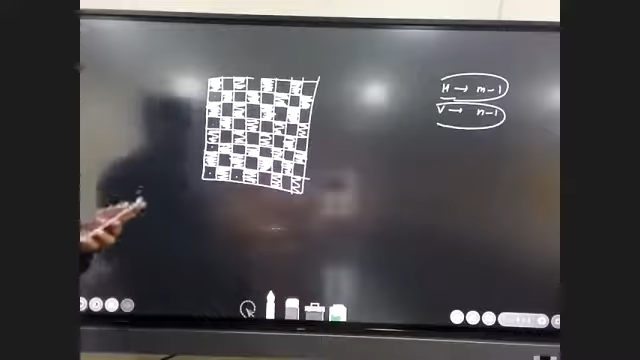 H → m-1
V → n-1